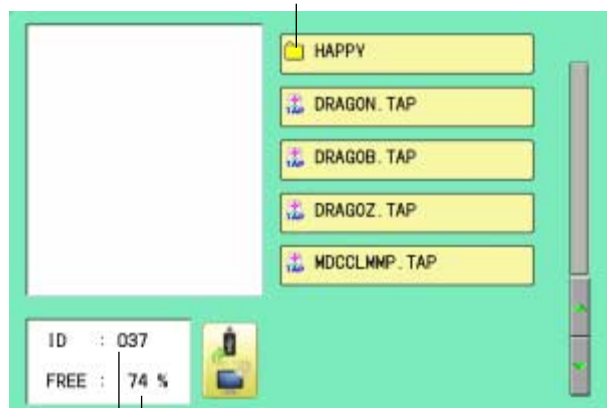 HAPPY
DRAGON.TAP
DRAGOB.TAP
DRAGOZ.TAP
MDCCLMMP.TAP
ID : 037
FREE : 74 %